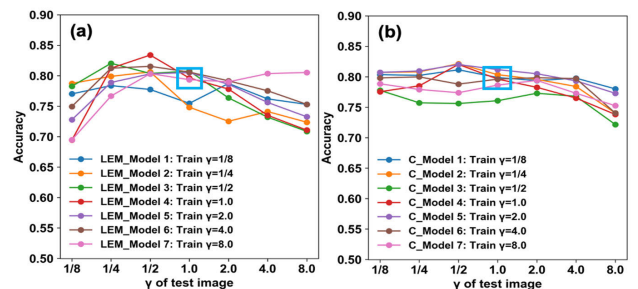 (a)
0.90
0.85
0.80
0.75
0.70
0.65
0.60
0.55
0.50
Accuracy
LEM_Model 1: Train γ=1/8
LEM_Model 2: Train γ=1/4
LEM_Model 3: Train γ=1/2
LEM_Model 4: Train γ=1.0
LEM_Model 5: Train γ=2.0
LEM_Model 6: Train γ=4.0
LEM_Model 7: Train γ=8.0
1/8 1/4 1/2 1.0 2.0 4.0 8.0
γ of test image
(b)
0.90
0.85
0.80
0.75
0.70
0.65
0.60
0.55
0.50
Accuracy
C_Model 1: Train γ=1/8
C_Model 2: Train γ=1/4
C_Model 3: Train γ=1/2
C_Model 4: Train γ=1.0
C_Model 5: Train γ=2.0
C_Model 6: Train γ=4.0
C_Model 7: Train γ=8.0
1/8 1/4 1/2 1.0 2.0 4.0 8.0
γ of test image